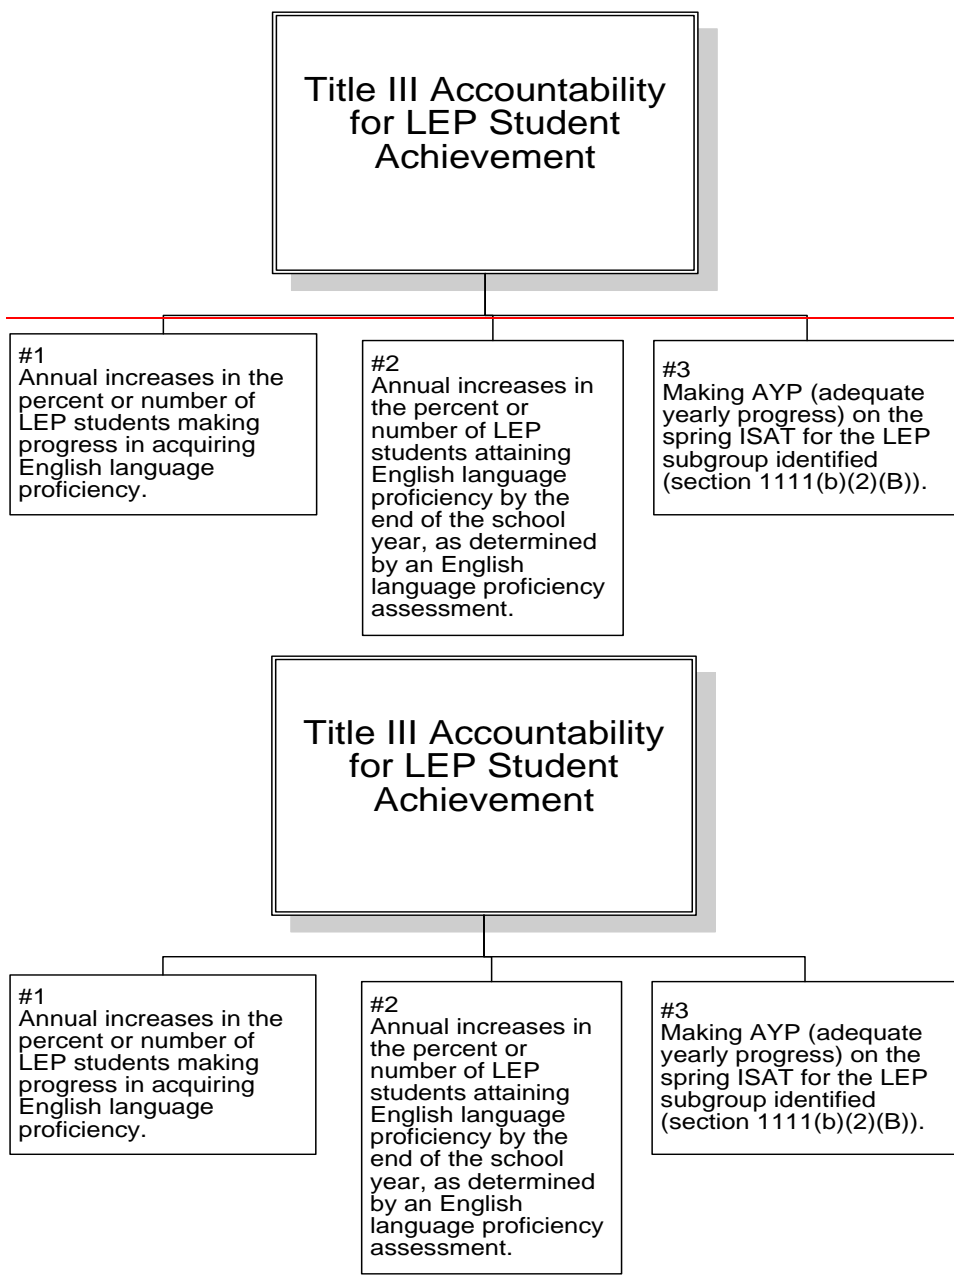 Title III Accountability
for LEP Student
Achievement
#1
Annual increases in the
percent or number of
LEP students making
progress in acquiring
English language
proficiency.
#2
Annual increases in
the percent or
number of LEP
students attaining
English language
proficiency by the
end of the school
year, as determined
by an English
language proficiency
assessment.
#3
Making AYP (adequate
yearly progress) on the
spring ISAT for the LEP
subgroup identified
(section 1111(b)(2)(B)).
Title III Accountability
for LEP Student
Achievement
#1
Annual increases in the
percent or number of
LEP students making
progress in acquiring
English language
proficiency.
#2
Annual increases in
the percent or
number of LEP
students attaining
English language
proficiency by the
end of the school
year, as determined
by an English
language proficiency
assessment.
#3
Making AYP (adequate
yearly progress) on the
spring ISAT for the LEP
subgroup identified
(section 1111(b)(2)(B)).